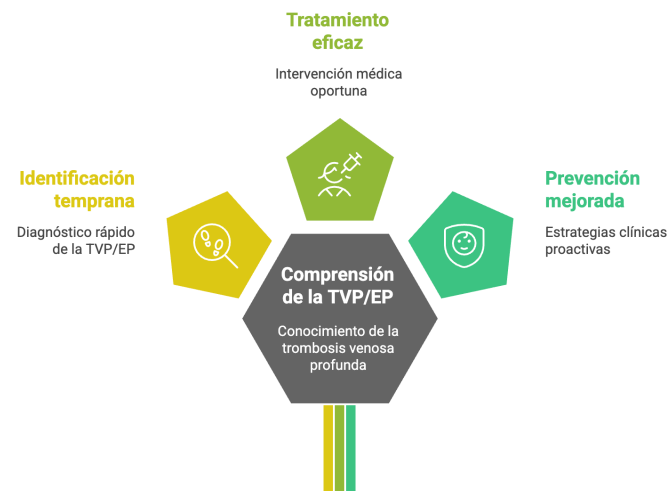 Tratamiento
eficaz
Intervención médica
oportuna
Identificación
temprana
Diagnóstico rápido
de la TVP/EP
Prevención
mejorada
Estrategias clínicas
proactivas
Comprensión
de la TVP/EP
Conocimiento de la
trombosis venosa
profunda